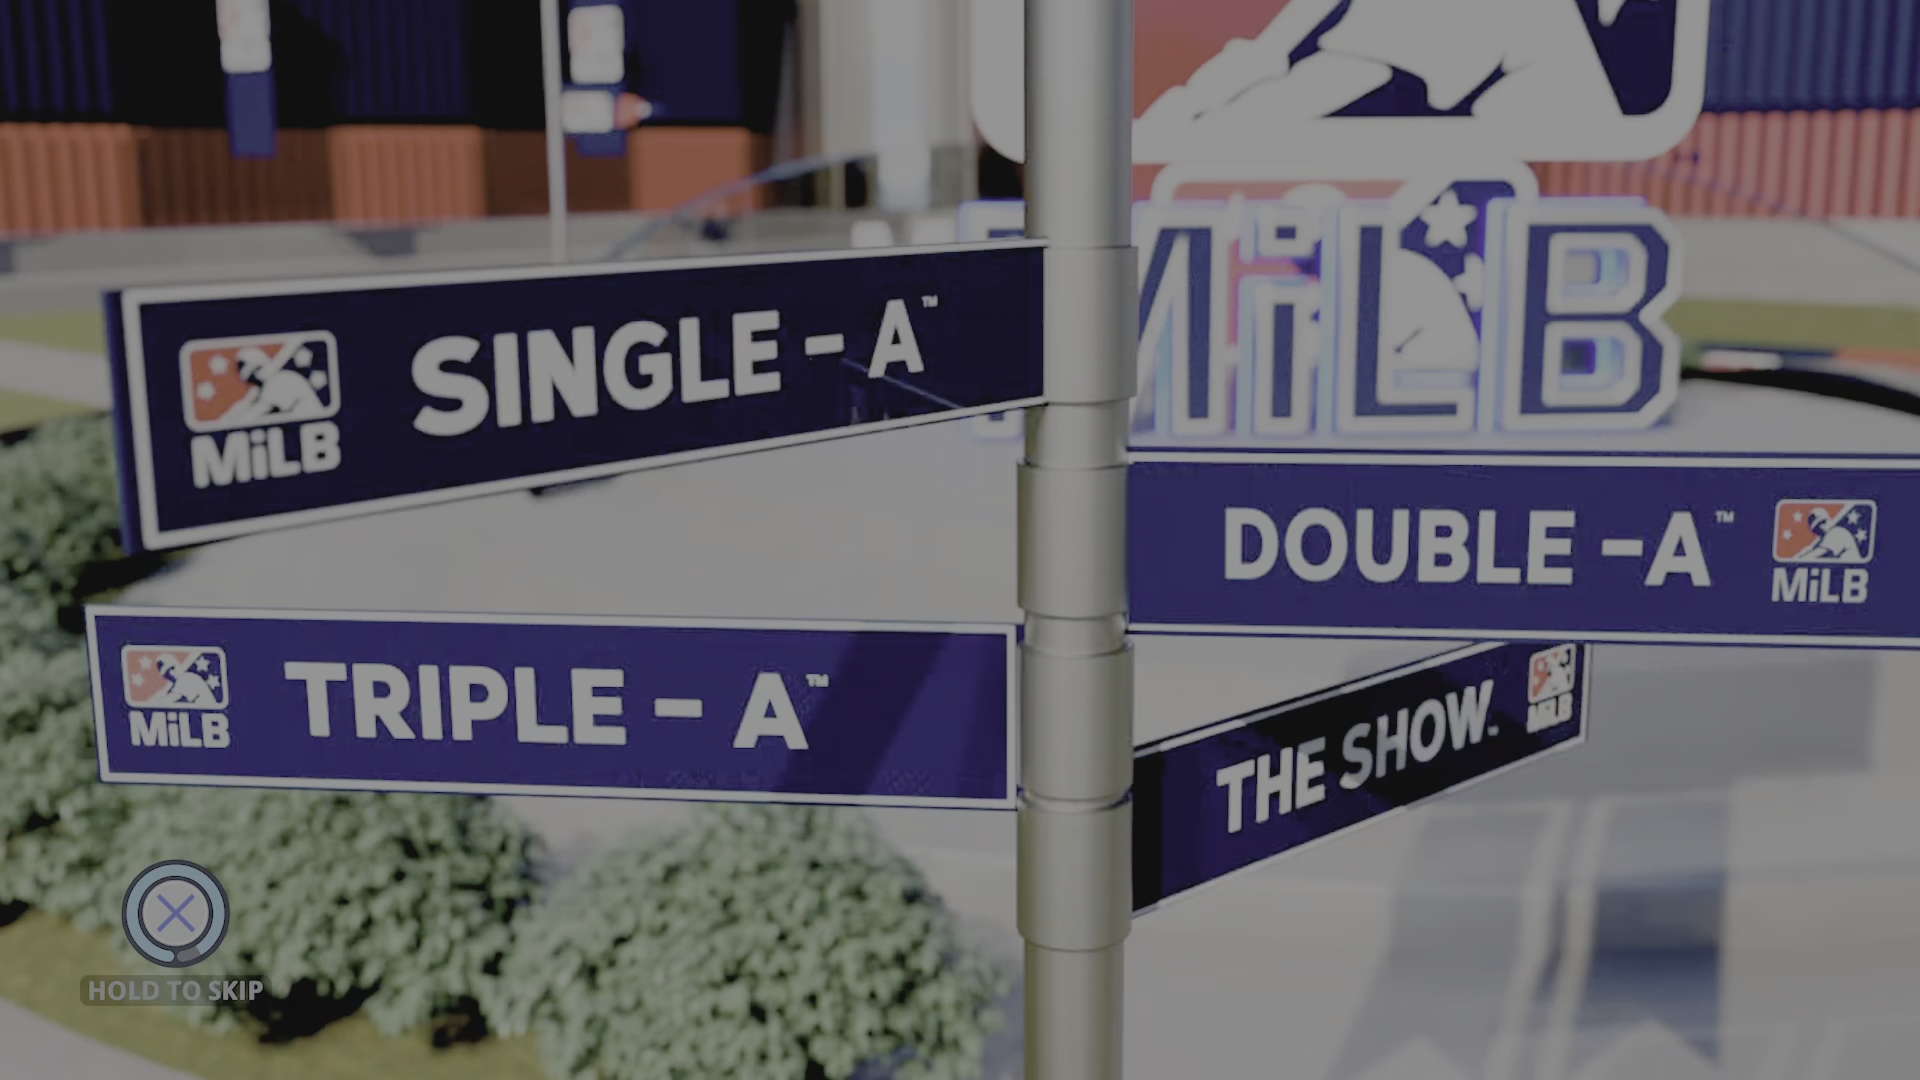 MiLB
MiLB SINGLE - A™
DOUBLE - A™ MiLB
MiLB TRIPLE - A™
THE SHOW. MiLB
HOLD TO SKIP